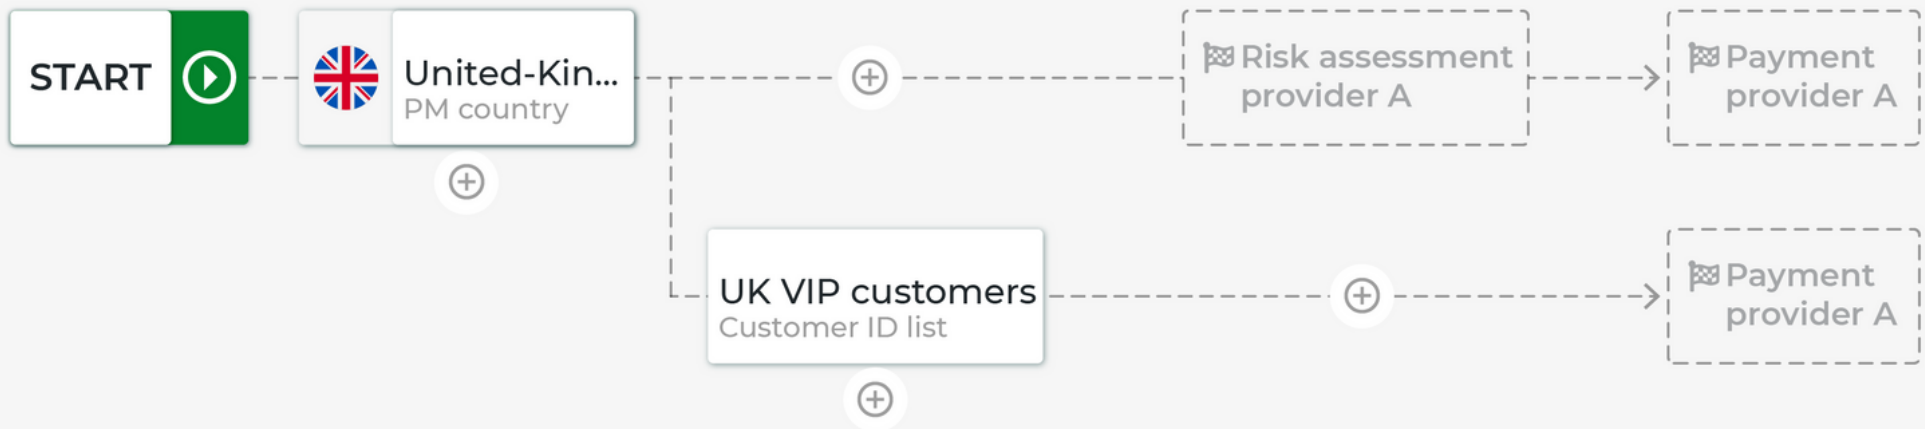 START
United-Kin...
PM country
Risk assessment
provider A
Payment
provider A
UK VIP customers
Customer ID list
Payment
provider A